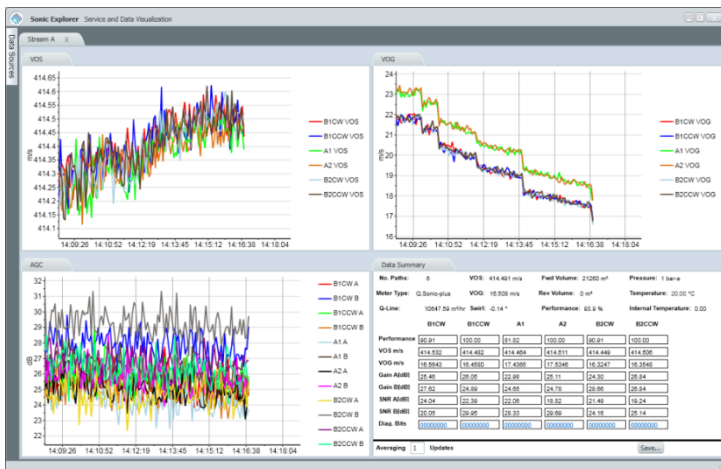 Sonic Explorer Service and Data Visualization
Data Sources
Stream A x
VOS
414.65
414.6
414.55
414.5
414.45
414.4
414.35
414.3
414.25
414.2
414.15
414.1
m/s
14:09:26 14:10:52 14:12:19 14:13:45 14:15:12 14:16:38 14:18:04
B1CW VOS
B1CCW VOS
A1 VOS
A2 VOS
B2CW VOS
B2CCW VOS
VOG
24
23
22
21
20
19
18
17
16
m/s
14:09:26 14:10:52 14:12:19 14:13:45 14:15:12 14:16:38 14:18:04
B1CW VOG
B1CCW VOG
A1 VOG
A2 VOG
B2CW VOG
B2CCW VOG
AGC
32
31
30
29
28
27
26
25
24
23
22
dB
14:09:26 14:10:52 14:12:19 14:13:45 14:15:12 14:16:38 14:18:04
B1CW A
B1CW B
B1CCW A
B1CCW B
A1 A
A1 B
A2 A
A2 B
B2CW A
B2CW B
B2CCW A
B2CCW B
Data Summary
No. Paths: 6 VOS: 414.491 m/s Fwd Volume: 21260 m³ Pressure: 1 bar-a
Meter Type: Q.Sonic-plus VOG: 16.508 m/s Rev Volume: 0 m³ Temperature: 20.00 °C
Q-Line: 10647.59 m³/hr Swirl: -0.14 ° Performance: 93.9 % Internal Temperature: 0.00
B1CW B1CCW A1 A2 B2CW B2CCW
Performance 90.91 100.00 81.82 100.00 90.91 100.00
VOS m/s 414.532 414.482 414.464 414.511 414.449 414.506
VOG m/s 16.5643 16.4580 17.4365 17.5346 16.3247 16.3548
Gain A[dB] 25.46 26.06 22.98 25.11 24.30 26.84
Gain B[dB] 27.62 24.89 24.66 24.78 28.66 26.84
SNR A[dB] 24.04 22.39 22.06 18.82 21.49 19.24
SNR B[dB] 20.05 29.95 28.33 29.69 24.16 25.14
Diag. Bits 00000000 00000000 00000000 00000000 00000000 00000000
Averaging 1 Updates Save...